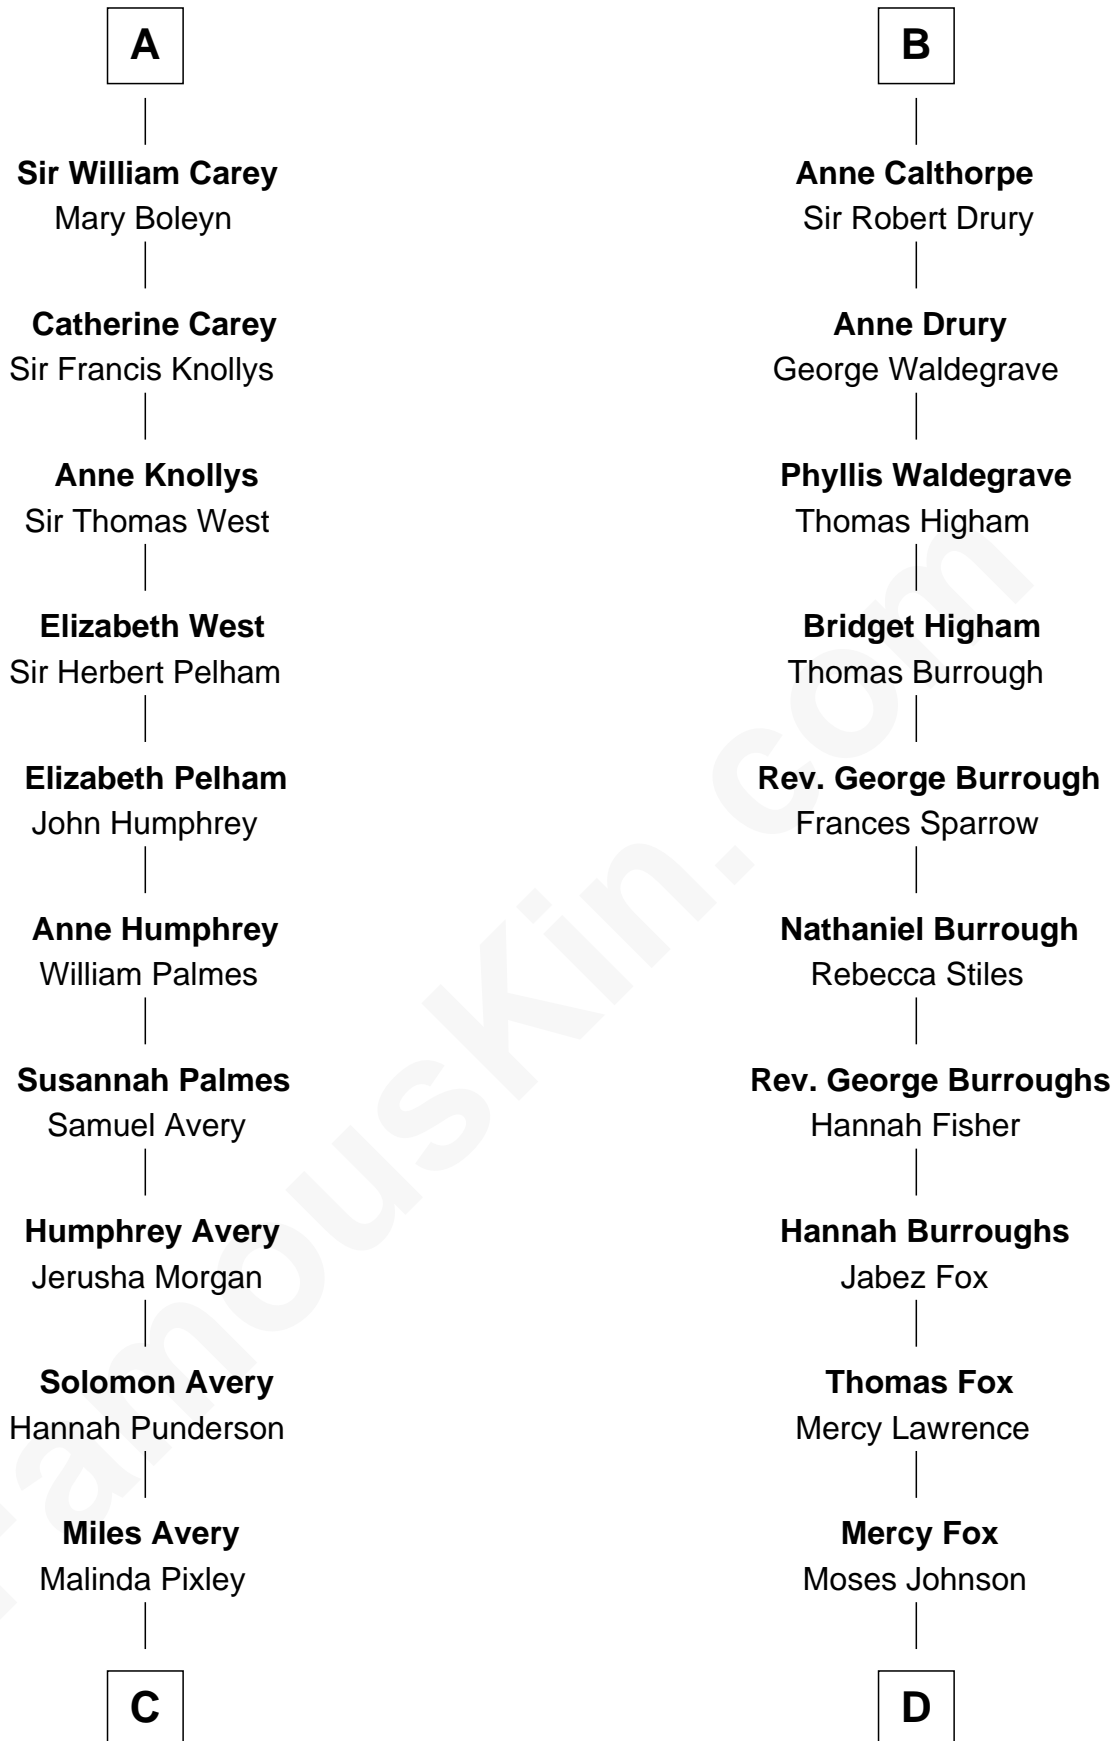 A
Sir William Carey
Mary Boleyn
Catherine Carey
Sir Francis Knollys
Anne Knollys
Sir Thomas West
Elizabeth West
Sir Herbert Pelham
Elizabeth Pelham
John Humphrey
Anne Humphrey
William Palmes
Susannah Palmes
Samuel Avery
Humphrey Avery
Jerusha Morgan
Solomon Avery
Hannah Punderson
Miles Avery
Malinda Pixley
C
B
Anne Calthorpe
Sir Robert Drury
Anne Drury
George Waldegrave
Phyllis Waldegrave
Thomas Higham
Bridget Higham
Thomas Burrough
Rev. George Burrough
Frances Sparrow
Nathaniel Burrough
Rebecca Stiles
Rev. George Burroughs
Hannah Fisher
Hannah Burroughs
Jabez Fox
Thomas Fox
Mercy Lawrence
Mercy Fox
Moses Johnson
D
FamousKin.com